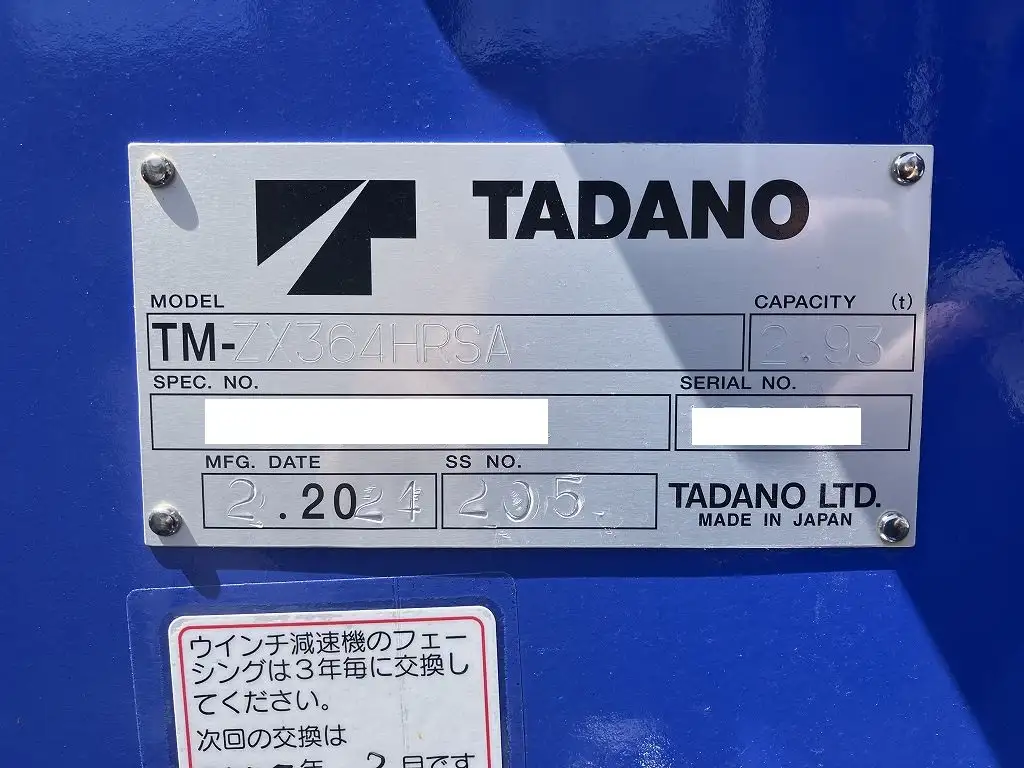 TADANO
MODEL
CAPACITY (t)
TM-ZX364HRSA
2.93
SPEC. NO.
SERIAL NO.
MFG. DATE
SS NO.
2.2024
205
TADANO LTD.
MADE IN JAPAN
ウインチ減速機のフェー
シングは3年毎に交換し
てください。
次回の交換は
年 2月です